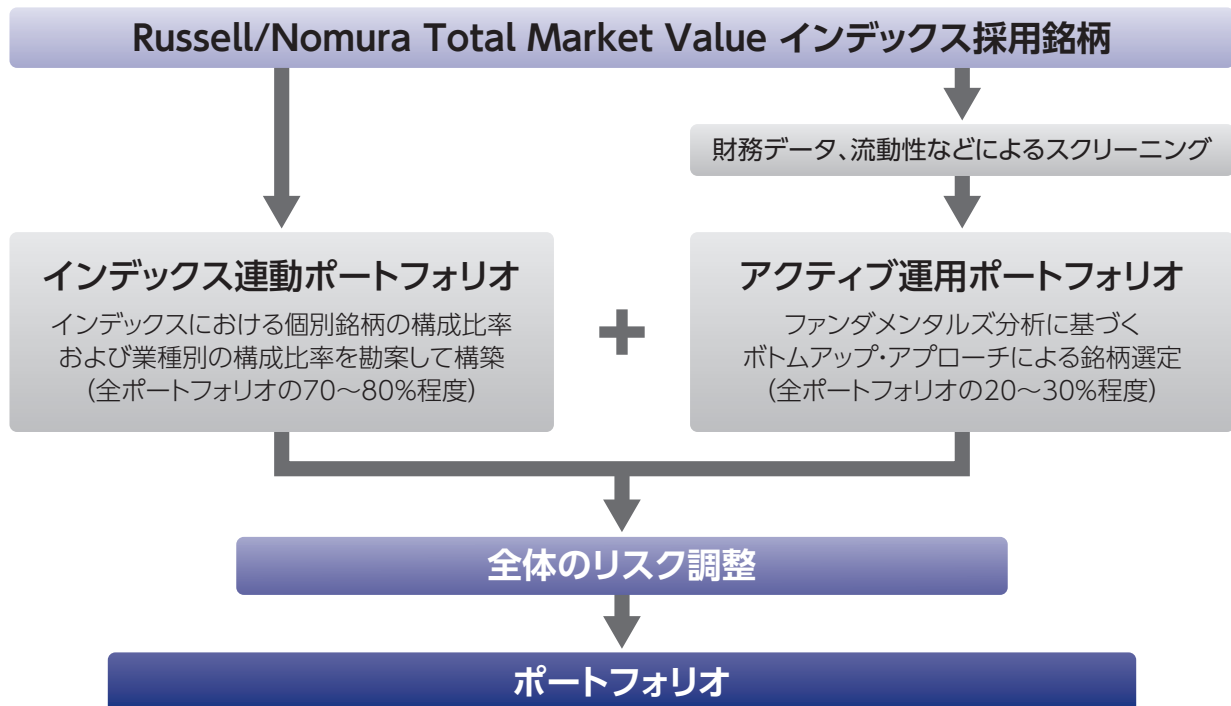 Russell/Nomura Total Market Value インデックス採用銘柄
財務データ、流動性などによるスクリーニング
インデックス連動ポートフォリオ
インデックスにおける個別銘柄の構成比率
および業種別の構成比率を勘案して構築
(全ポートフォリオの70〜80%程度)
+
アクティブ運用ポートフォリオ
ファンダメンタルズ分析に基づく
ボトムアップ・アプローチによる銘柄選定
(全ポートフォリオの20〜30%程度)
全体のリスク調整
ポートフォリオ